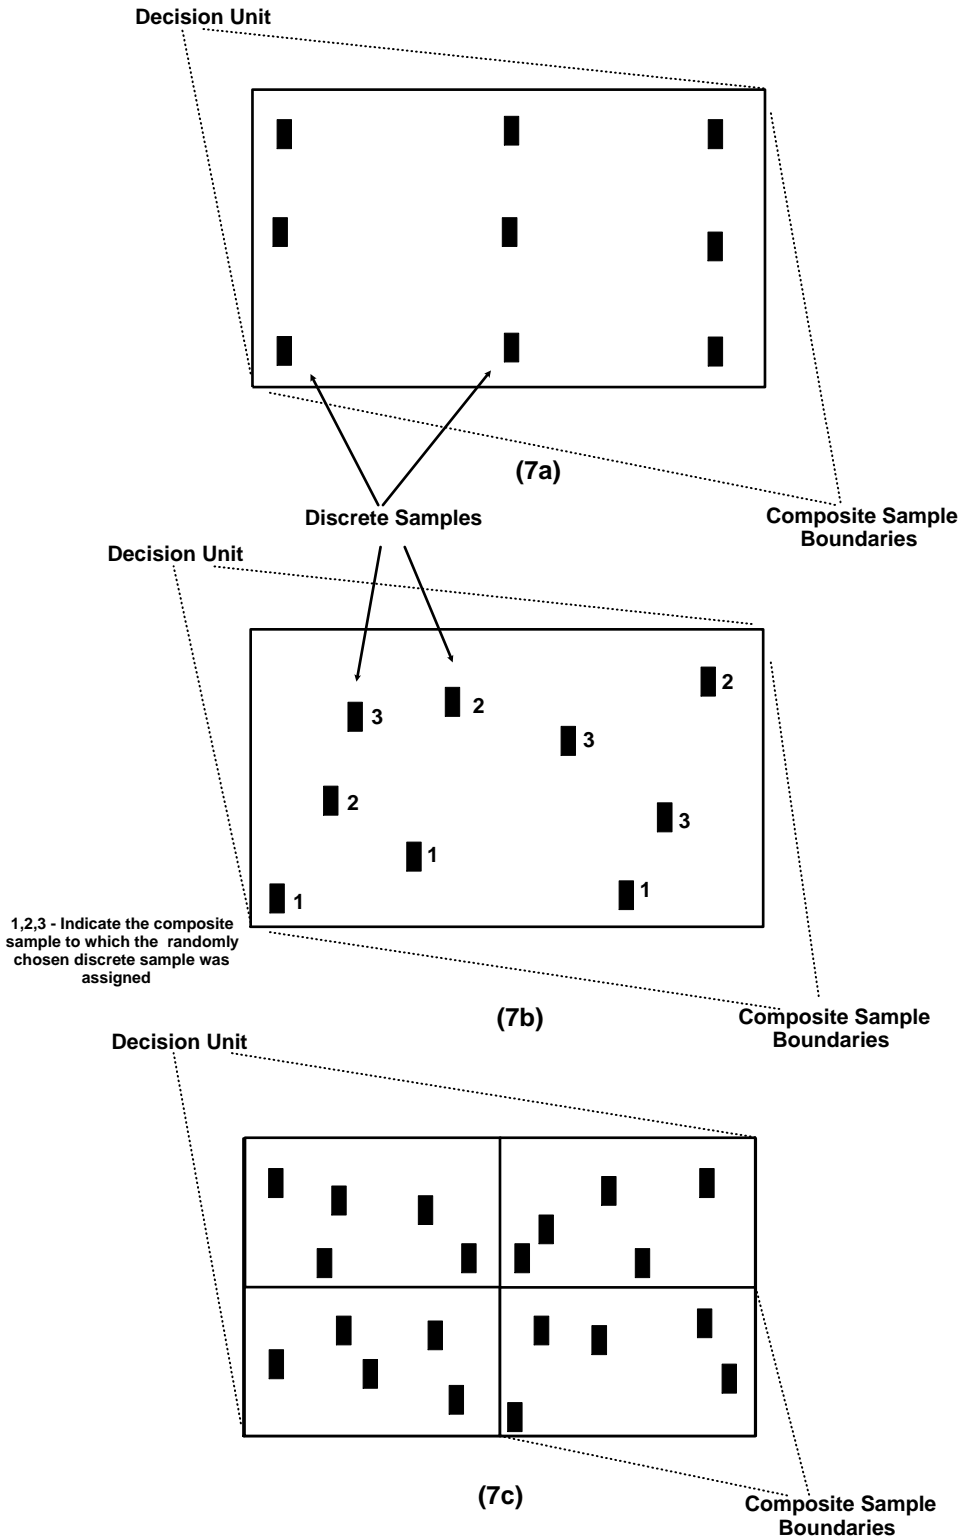 Decision Unit
(7a)
Discrete Samples
Composite Sample
Boundaries
Decision Unit
2
3
2
3
2
3
1
1
1
1,2,3 - Indicate the composite
sample to which the randomly
chosen discrete sample was
assigned
(7b)
Composite Sample
Boundaries
Decision Unit
(7c)
Composite Sample
Boundaries